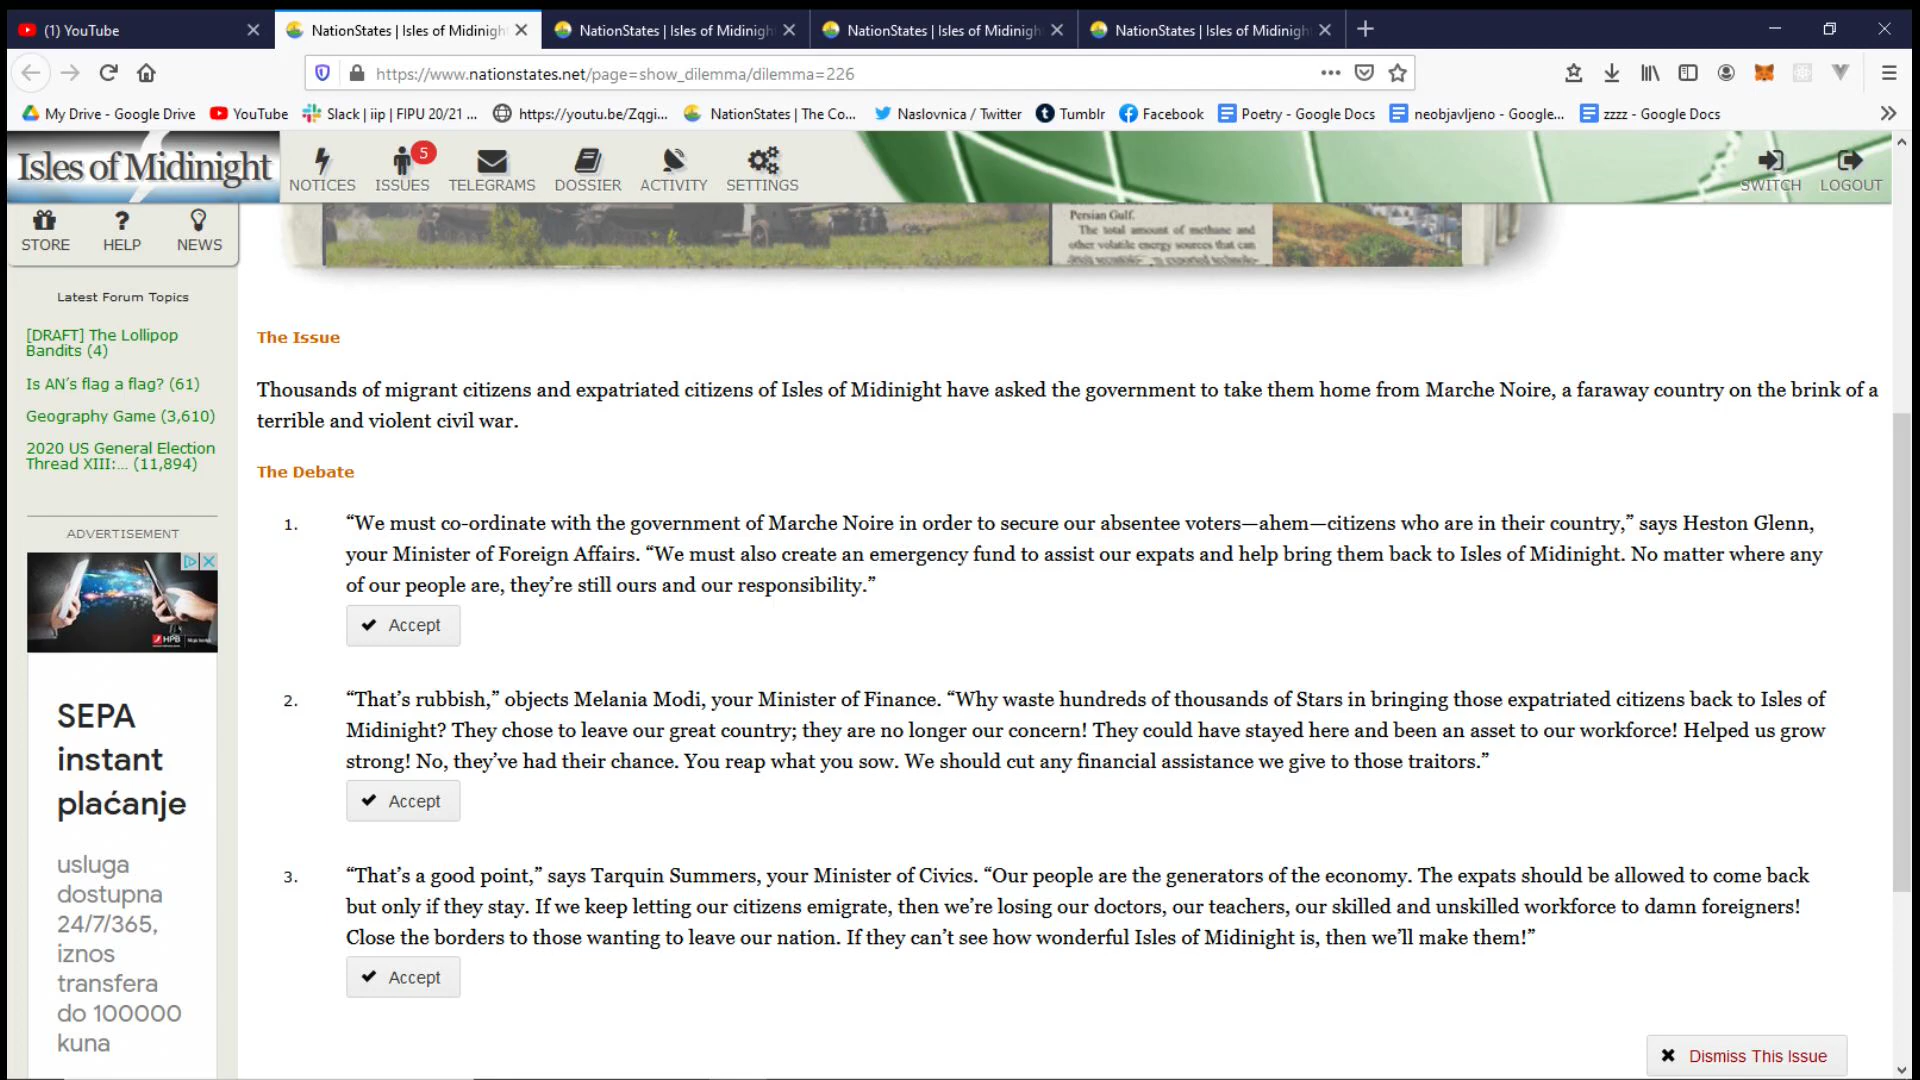 (1) YouTube
NationStates | Isles of Midinigh
NationStates | Isles of Midinigh
NationStates | Isles of Midinigh
NationStates | Isles of Midinigh
https://www.nationstates.net/page=show_dilemma/dilemma=226
My Drive - Google Drive
YouTube
Slack | iip | FIPU 20/21 ...
https://youtu.be/Zqgi...
NationStates | The Co...
Naslovnica / Twitter
Tumblr
Facebook
Poetry - Google Docs
neobjavljeno - Google...
zzzz - Google Docs
Isles of Midinight
NOTICES
5
ISSUES
TELEGRAMS
DOSSIER
ACTIVITY
SETTINGS
SWITCH
LOGOUT
STORE
HELP
NEWS
Persian Gulf.
The total amount of methane and
other volatile energy sources that can
Latest Forum Topics
[DRAFT] The Lollipop
Bandits (4)
Is AN's flag a flag? (61)
Geography Game (3,610)
2020 US General Election
Thread XIII:... (11,894)
ADVERTISEMENT
HPB
SEPA
instant
plaćanje
usluga
dostupna
24/7/365,
iznos
transfera
do 100000
kuna
The Issue
Thousands of migrant citizens and expatriated citizens of Isles of Midinight have asked the government to take them home from Marche Noire, a faraway country on the brink of a
terrible and violent civil war.
The Debate
1. “We must co-ordinate with the government of Marche Noire in order to secure our absentee voters—ahem—citizens who are in their country,” says Heston Glenn,
your Minister of Foreign Affairs. “We must also create an emergency fund to assist our expats and help bring them back to Isles of Midinight. No matter where any
of our people are, they’re still ours and our responsibility.”
Accept
2. “That’s rubbish,” objects Melania Modi, your Minister of Finance. “Why waste hundreds of thousands of Stars in bringing those expatriated citizens back to Isles of
Midinight? They chose to leave our great country; they are no longer our concern! They could have stayed here and been an asset to our workforce! Helped us grow
strong! No, they’ve had their chance. You reap what you sow. We should cut any financial assistance we give to those traitors.”
Accept
3. “That’s a good point,” says Tarquin Summers, your Minister of Civics. “Our people are the generators of the economy. The expats should be allowed to come back
but only if they stay. If we keep letting our citizens emigrate, then we’re losing our doctors, our teachers, our skilled and unskilled workforce to damn foreigners!
Close the borders to those wanting to leave our nation. If they can’t see how wonderful Isles of Midinight is, then we’ll make them!”
Accept
Dismiss This Issue